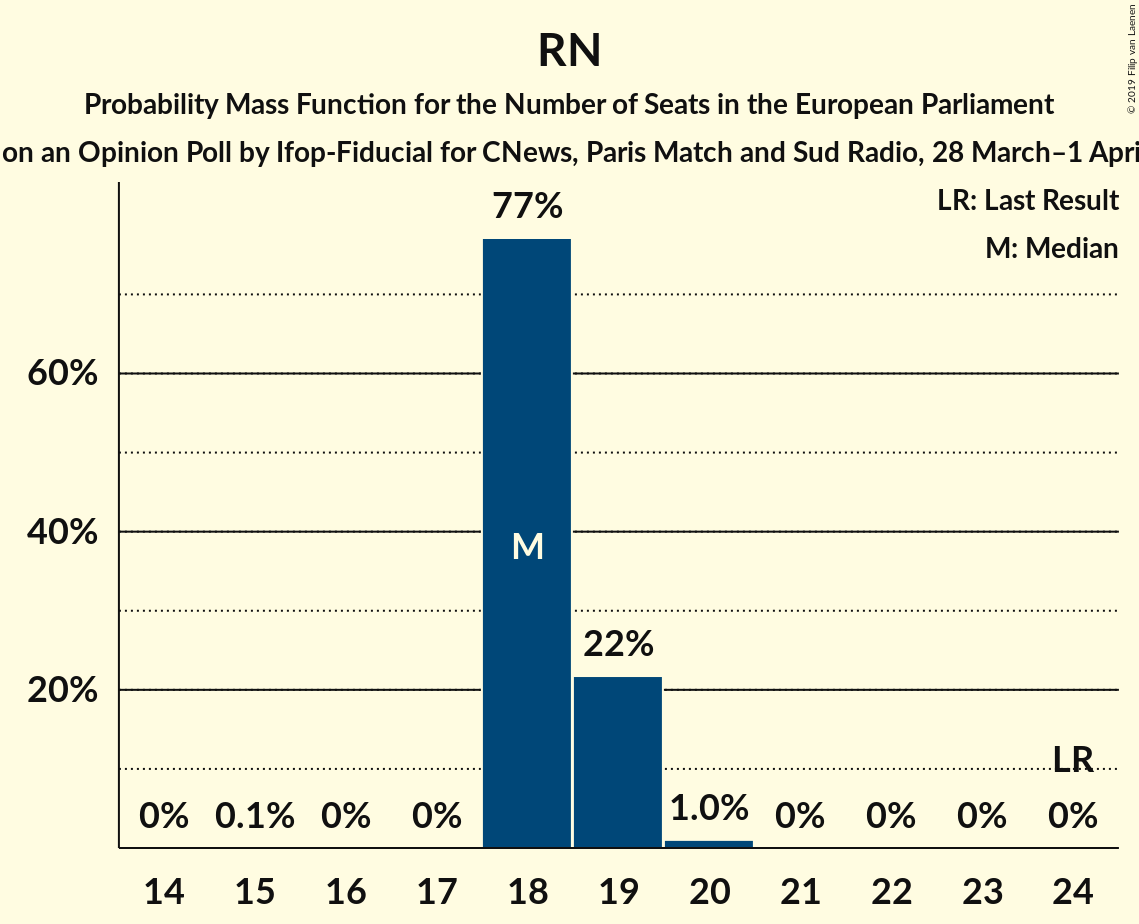 RN
Probability Mass Function for the Number of Seats in the European Parliament
on an Opinion Poll by Ifop-Fiducial for CNews, Paris Match and Sud Radio, 28 March–1 Apri
© 2019 Filip van Laenen
LR: Last Result
M: Median
77%
60%
40%
M
22%
20%
LR
0% 0.1% 0% 0% 1.0% 0% 0% 0% 0%
14 15 16 17 18 19 20 21 22 23 24